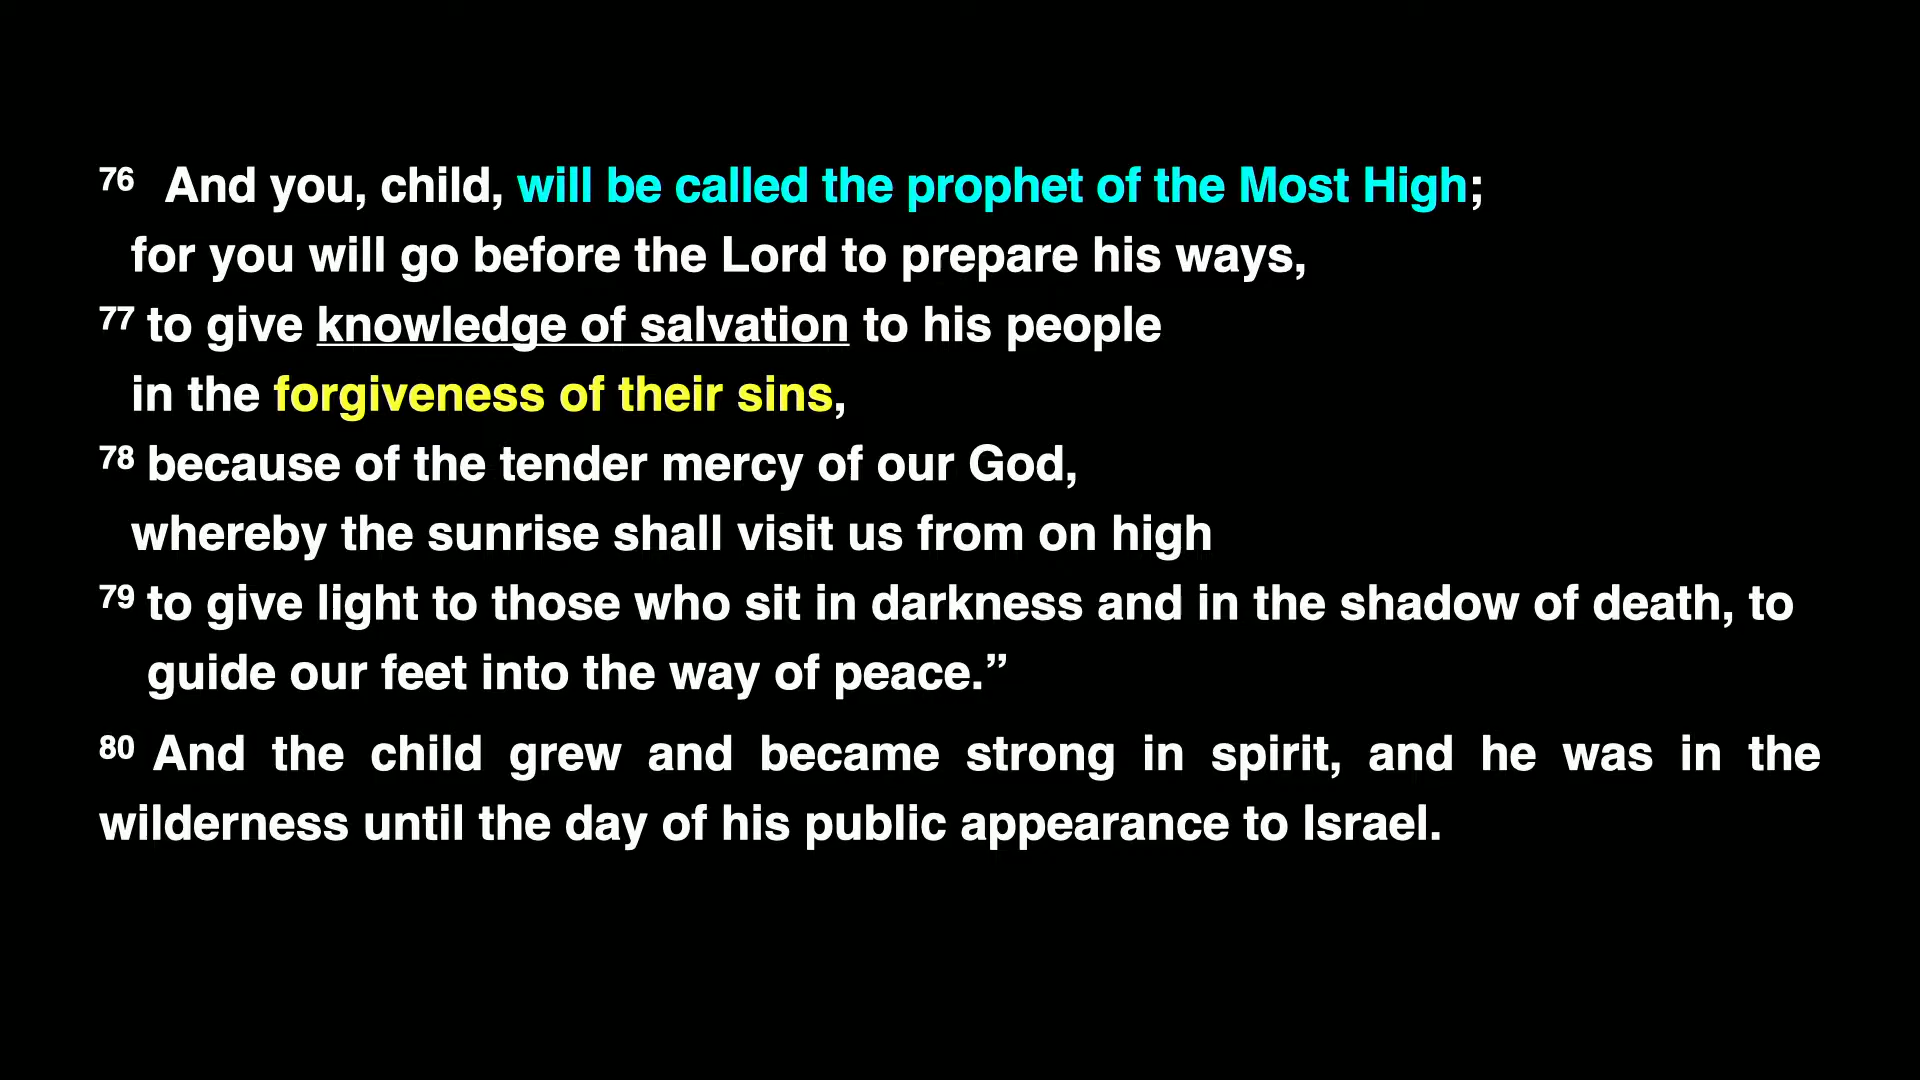 76 And you, child, will be called the prophet of the Most High;
for you will go before the Lord to prepare his ways,
77 to give knowledge of salvation to his people
in the forgiveness of their sins,
78 because of the tender mercy of our God,
whereby the sunrise shall visit us from on high
79 to give light to those who sit in darkness and in the shadow of death, to
guide our feet into the way of peace.”
80 And the child grew and became strong in spirit, and he was in the
wilderness until the day of his public appearance to Israel.